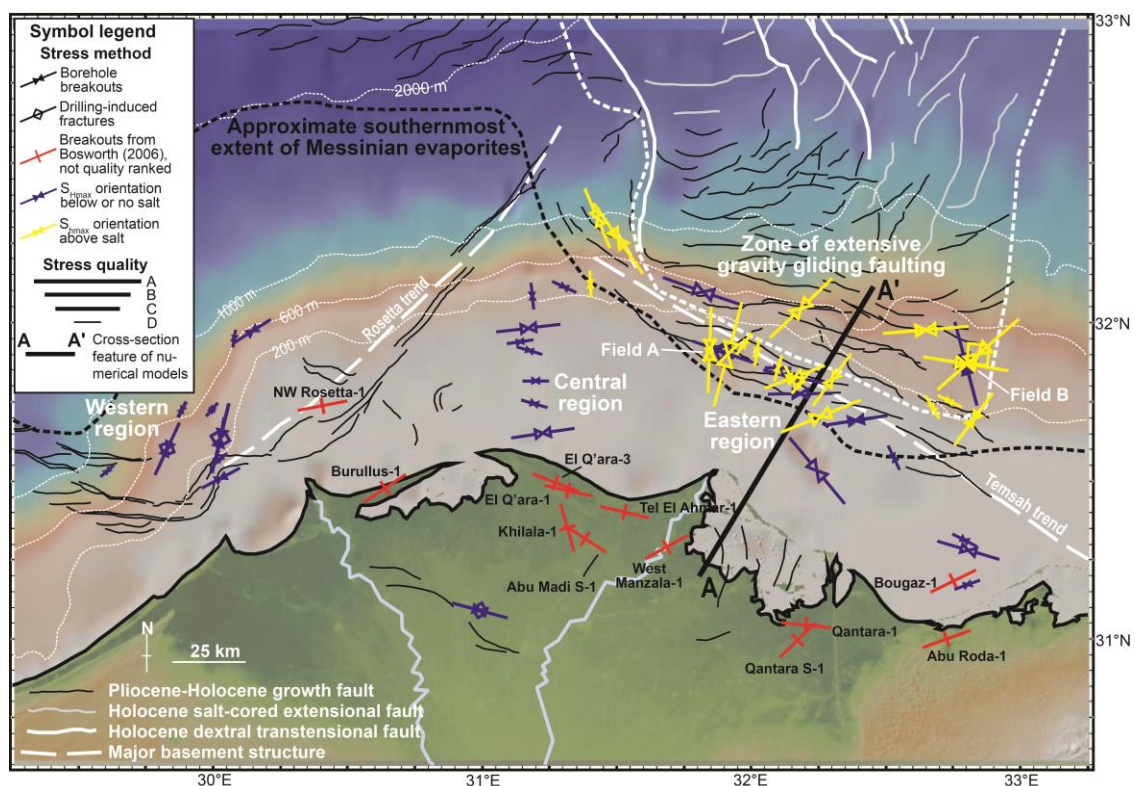 Symbol legend
Stress method
Borehole
breakouts
Drilling-induced
fractures
Breakouts from
Bosworth (2006),
not quality ranked
SHmax orientation
below or no salt
Shmax orientation
above salt
Stress quality
A
B
C
D
A A' Cross-section
feature of nu-
merical models
33°N
2000 m
Approximate southernmost
extent of Messinian evaporites
Zone of extensive
gravity gliding faulting
A'
1000 m
600 m
200 m
Rosetta trend
32°N
Field A
Field B
NW Rosetta-1
Western
region
Central
region
Eastern
region
Burullus-1
El Q'ara-3
El Q'ara-1
Tel El Ahmar-1
Khilala-1
Temsah trend
Abu Madi S-1
West
Manzala-1
A
Bougaz-1
N
25 km
Qantara-1
31°N
Qantara S-1
Abu Roda-1
Pliocene-Holocene growth fault
Holocene salt-cored extensional fault
Holocene dextral transtensional fault
Major basement structure
30°E 31°E 32°E 33°E